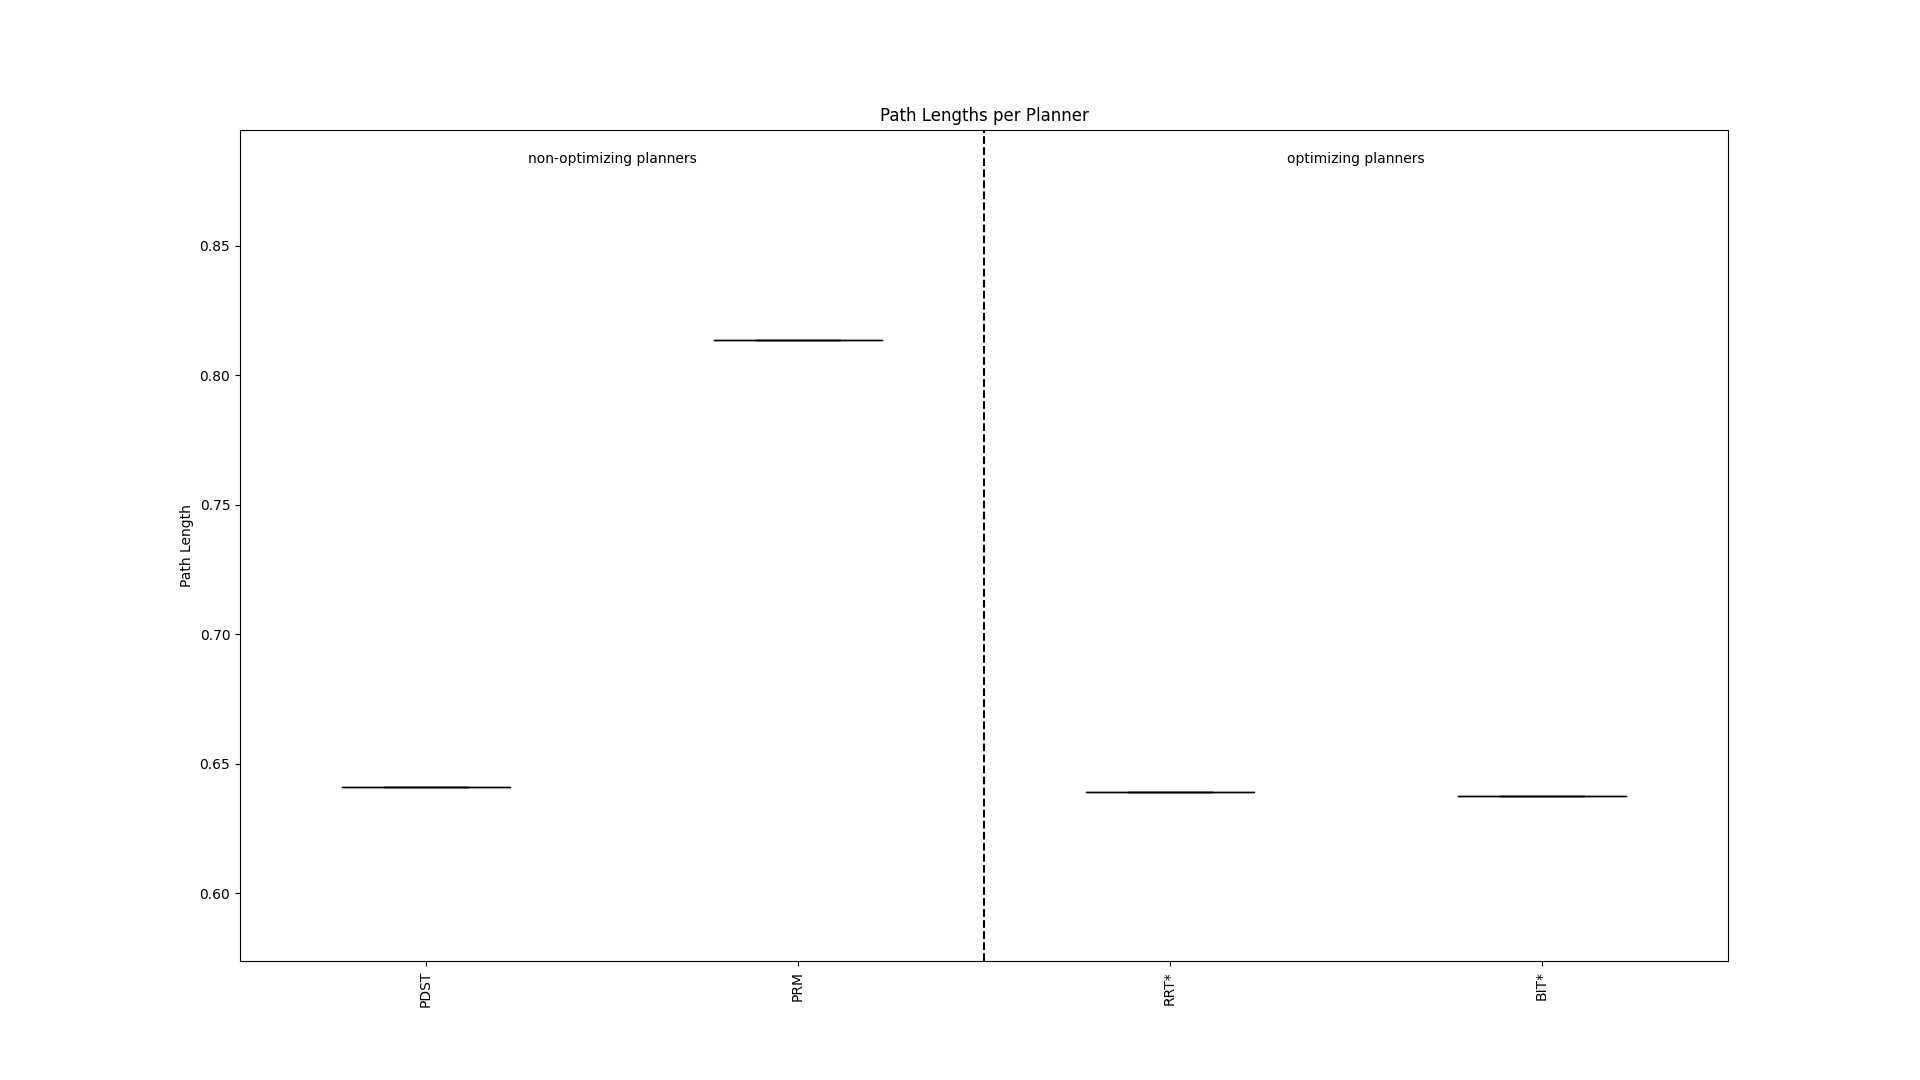 Path Lengths per Planner
non-optimizing planners
optimizing planners
0.85
0.80
0.75
0.70
0.65
0.60
Path Length
PDST
PRM
RRT*
BIT*